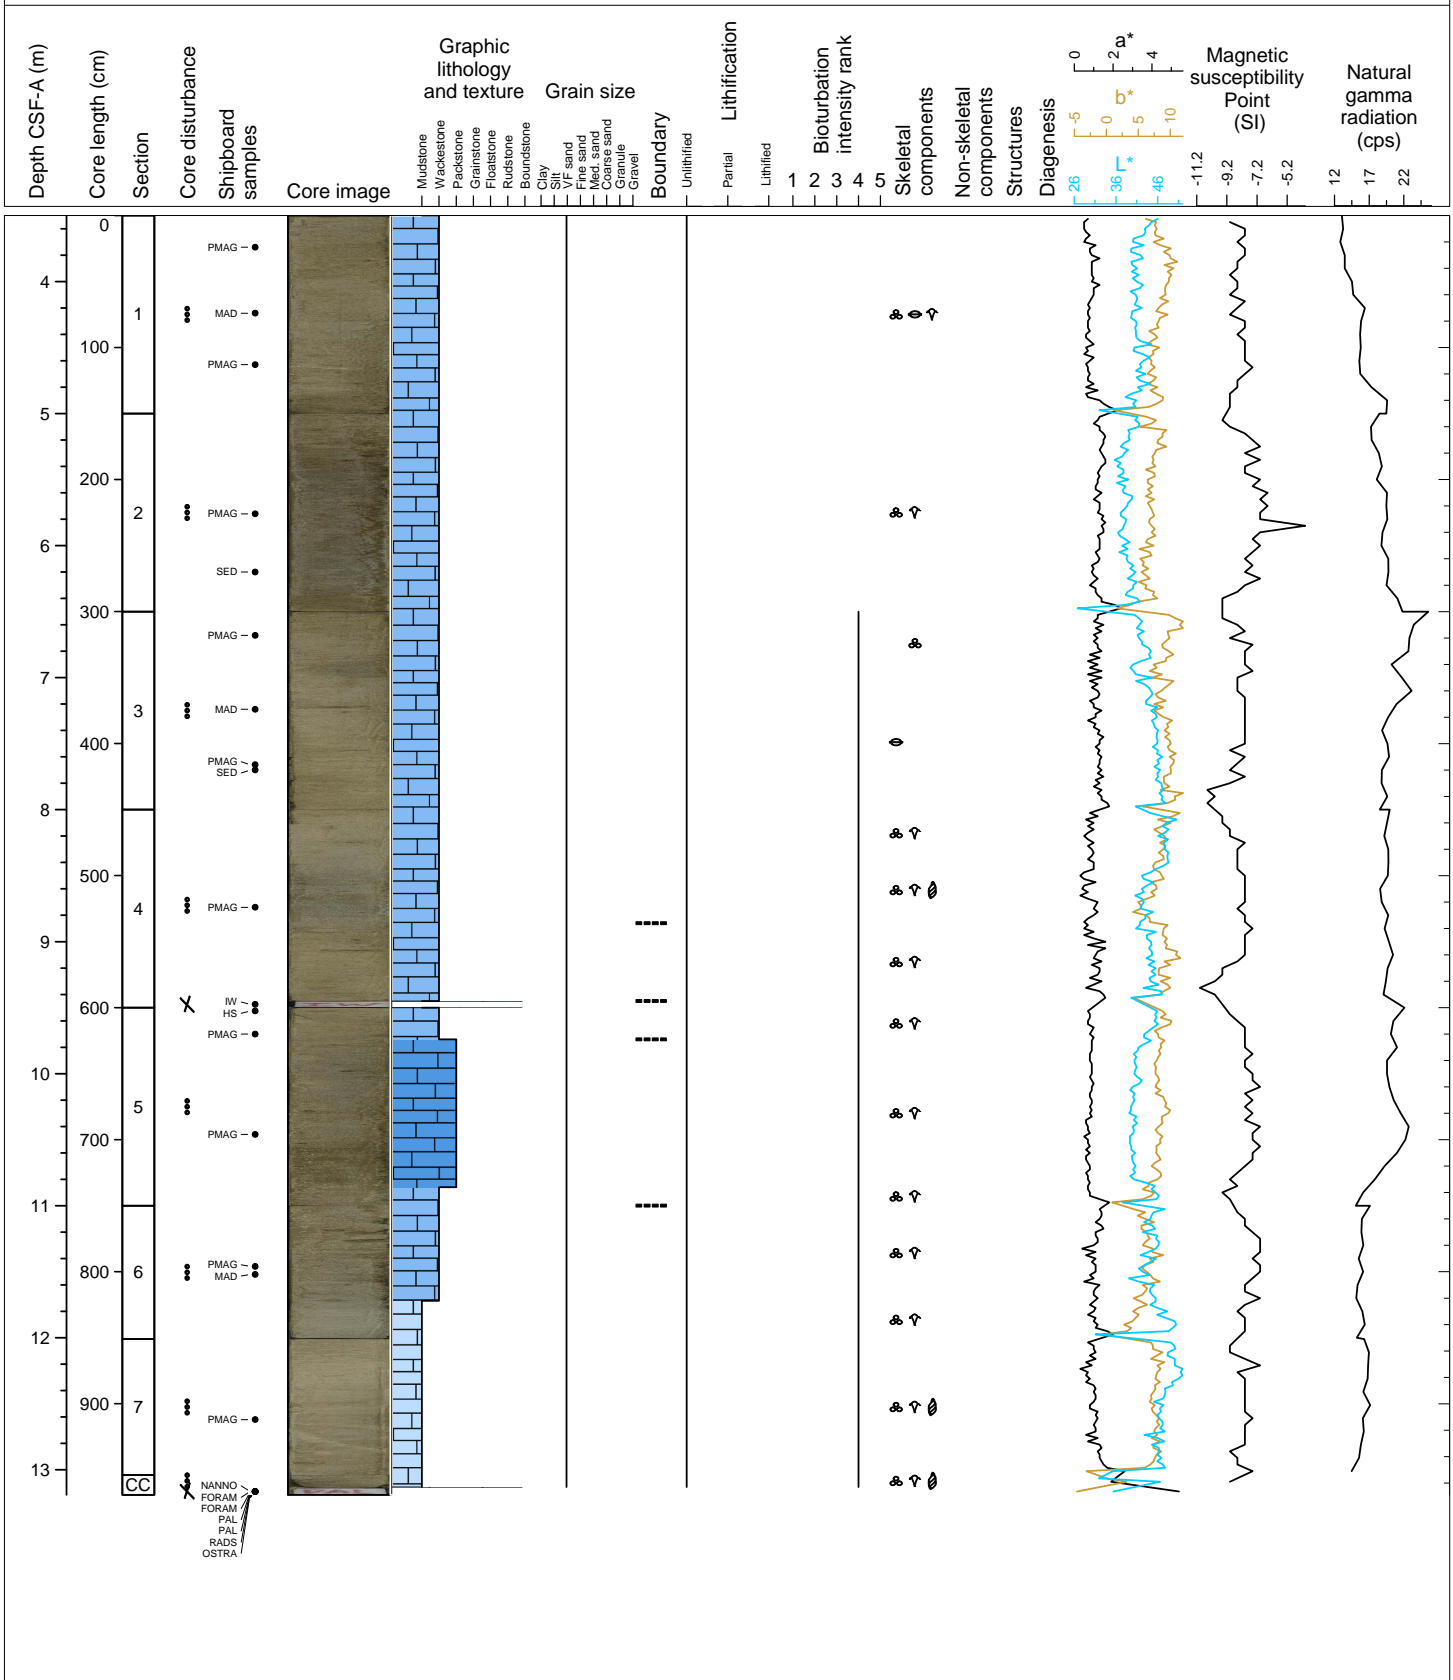 Depth CSF-A (m)
Core length (cm)
Section
Core disturbance
Shipboard
samples
Core image
Graphic
lithology
and texture
Mudstone
Wackestone
Packstone
Grainstone
Floatstone
Rudstone
Boundstone
Grain size
Clay
Silt
VF sand
Fine sand
Med. sand
Coarse sand
Granule
Gravel
Boundary
Lithification
Unlithified
Partial
Lithified
Bioturbation
intensity rank
1 2 3 4 5
Skeletal
components
Non-skeletal
components
Structures
Diagenesis
a*
0 2 4
b*
-5 0 5 10
L*
26 36 46
Magnetic
susceptibility
Point
(SI)
-11.2 -9.2 -7.2 -5.2
Natural
gamma
radiation
(cps)
12 17 22
0
PMAG
4
1
MAD
100
PMAG
5
200
2
PMAG
6
SED
300
PMAG
7
3
MAD
400
PMAG
SED
8
500
4
PMAG
9
600
IW
HS
PMAG
10
5
700
PMAG
11
6
800
PMAG
MAD
12
900
7
PMAG
13
CC
NANNO
FORAM
FORAM
PAL
PAL
RADS
OSTRA